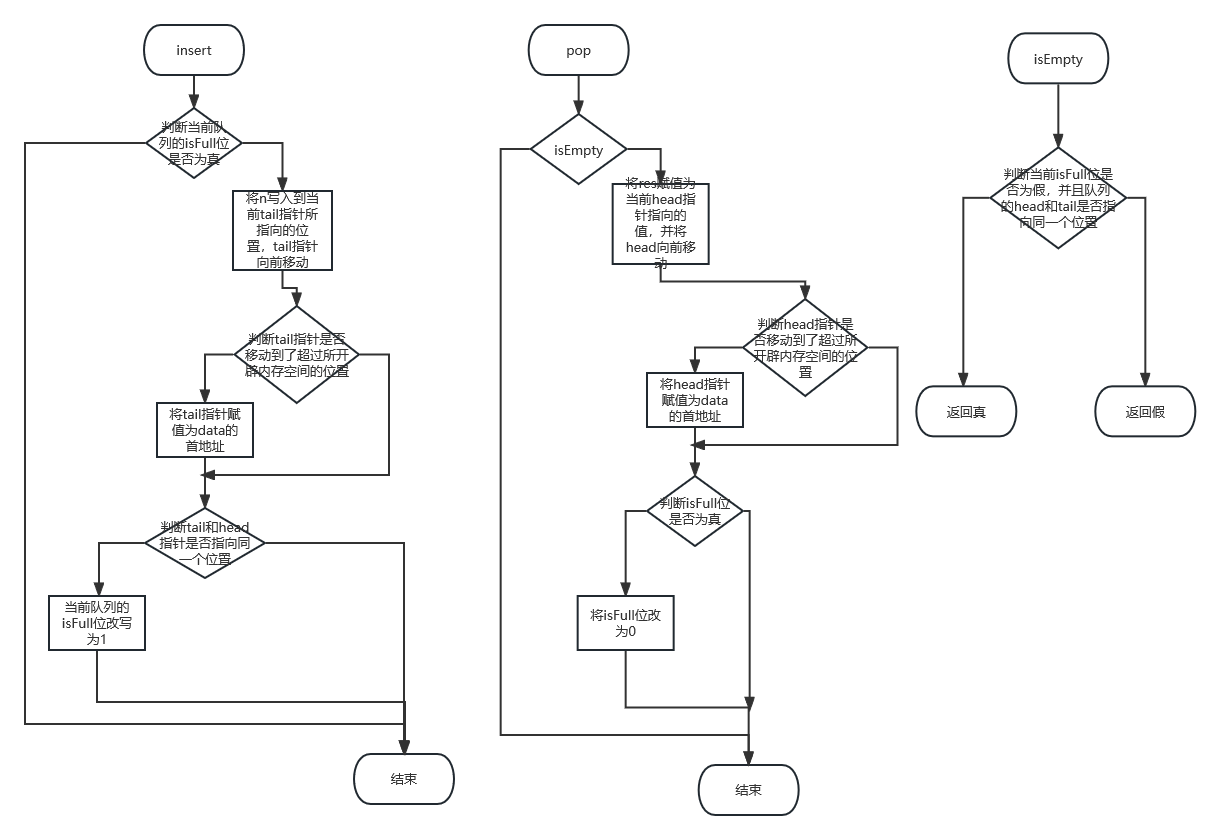 insert
判断当前队
列的isFull位
是否为真
将n写入到当
前tail指针所
指向的位
置，tail指针
向前移动
判断tail指针是否
移动到了超过所开
辟内存空间的位置
将tail指针赋
值为data的
首地址
判断tail和head
指针是否指向同
一个位置
当前队列的
isFull位改写
为1
结束
pop
isEmpty
将res赋值为
当前head指
针指向的
值，并将
head向前移
动
判断head指针是
否移动到了超过所
开辟内存空间的位
置
将head指针
赋值为data
的首地址
判断isFull位
是否为真
将isFull位改
为0
结束
isEmpty
判断当前isFull位是
否为假，并且队列
的head和tail是否指
向同一个位置
返回真
返回假